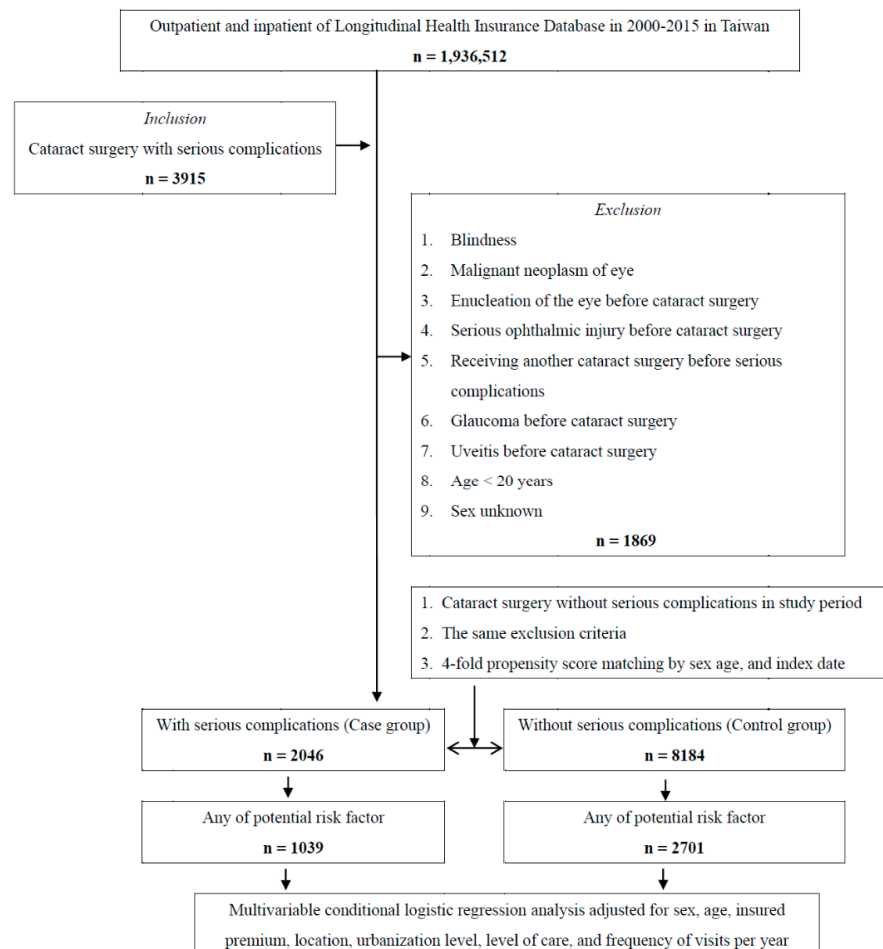 Outpatient and inpatient of Longitudinal Health Insurance Database in 2000-2015 in Taiwan
n = 1,936,512
Inclusion
Cataract surgery with serious complications
n = 3915
Exclusion
1. Blindness
2. Malignant neoplasm of eye
3. Enucleation of the eye before cataract surgery
4. Serious ophthalmic injury before cataract surgery
5. Receiving another cataract surgery before serious
complications
6. Glaucoma before cataract surgery
7. Uveitis before cataract surgery
8. Age < 20 years
9. Sex unknown
n = 1869
1. Cataract surgery without serious complications in study period
2. The same exclusion criteria
3. 4-fold propensity score matching by sex age, and index date
With serious complications (Case group)
n = 2046
Without serious complications (Control group)
n = 8184
Any of potential risk factor
n = 1039
Any of potential risk factor
n = 2701
Multivariable conditional logistic regression analysis adjusted for sex, age, insured
premium, location, urbanization level, level of care, and frequency of visits per year